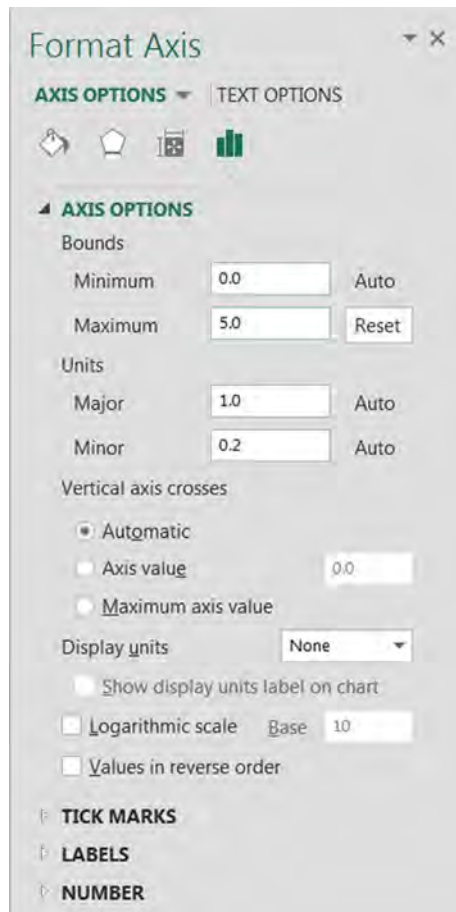 Format Axis
AXIS OPTIONS TEXT OPTIONS
AXIS OPTIONS
Bounds
Minimum 0.0 Auto
Maximum 5.0 Reset
Units
Major 1.0 Auto
Minor 0.2 Auto
Vertical axis crosses
Automatic
Axis value 0.0
Maximum axis value
Display units None
Show display units label on chart
Logarithmic scale Base 10
Values in reverse order
TICK MARKS
LABELS
NUMBER